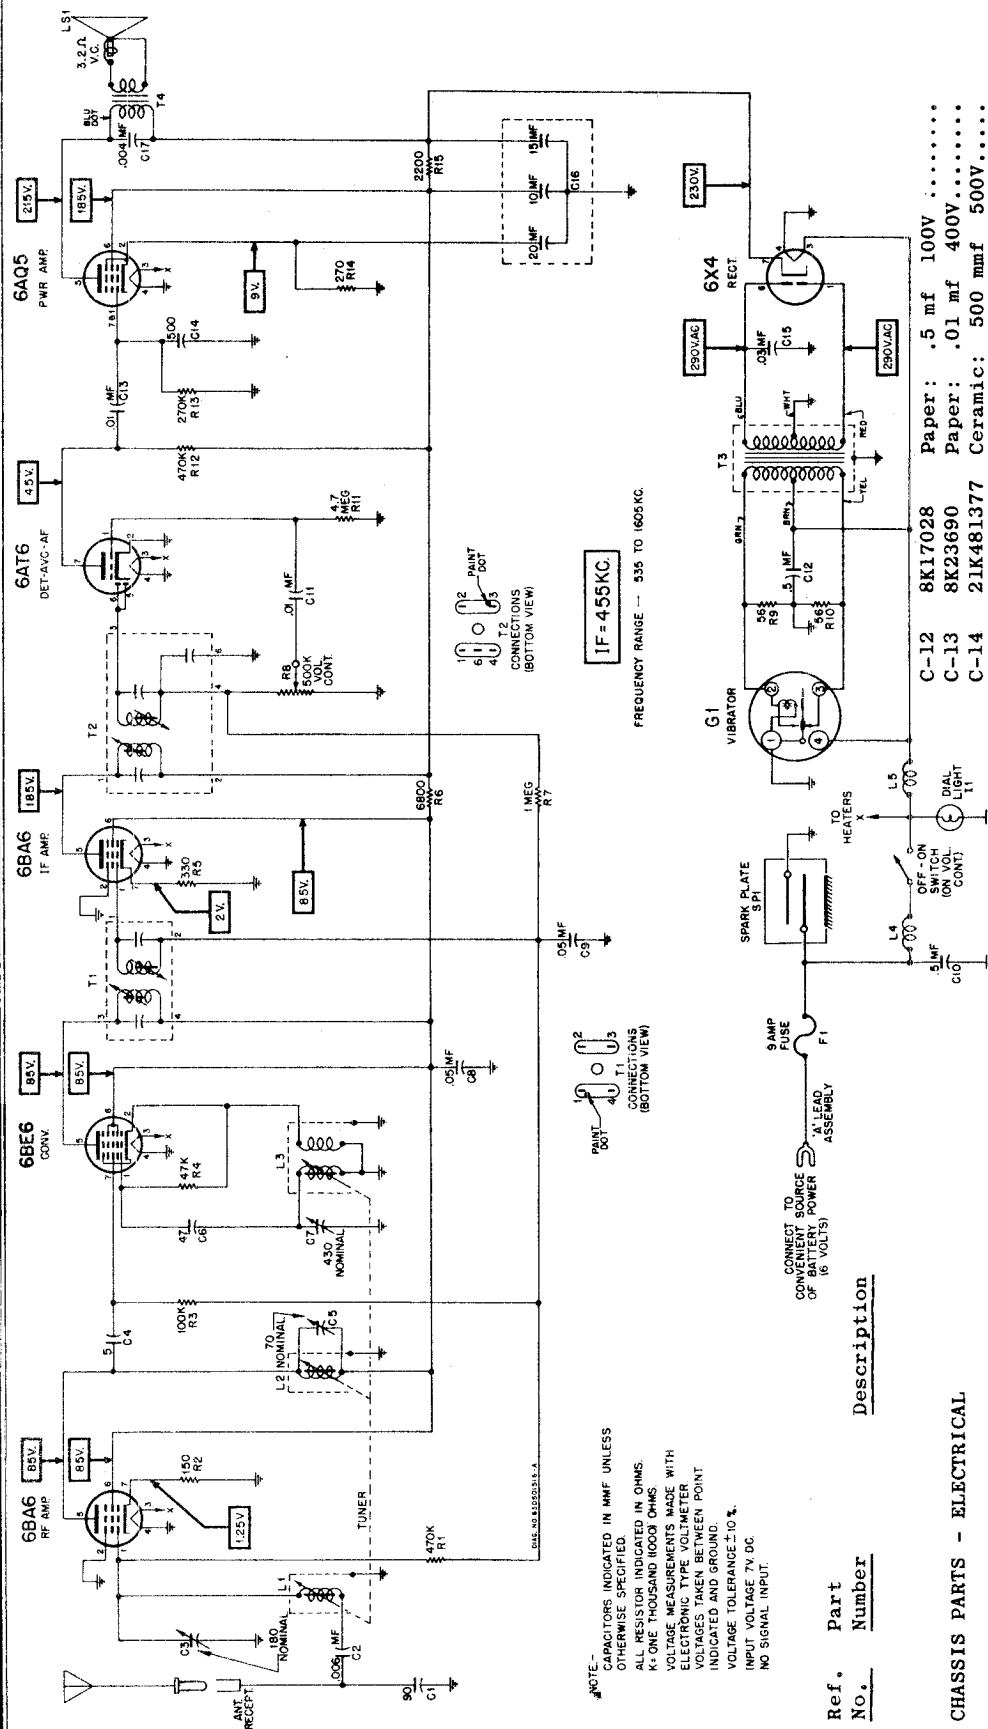 6BA6
RF AMP.
85V.
85V.
1.25V
150
R2
470K
R1
C3
180
NOMINAL
L1
TUNER
ANT.
RECEPT.
.006 MF
C2
90
C1
5
C4
100K
R3
L2
70
NOMINAL
C5
6BE6
CONV.
85V.
85V.
47K
R4
47
C6
C7
430
NOMINAL
L3
.05 MF
C8
T1
.05 MF
C9
6BA6
IF AMP.
185V.
330
R5
2V.
85V.
6800
R6
1 MEG
R7
T2
6AT6
DET-AVC-AF
45V.
R8
500K
VOL
CONT.
.01 MF
C11
4.7
MEG
R11
470K
R12
.01 MF
C13
270K
R13
500
C14
6AQ5
PWR AMP.
215V.
185V.
9V.
270
R14
2200
R15
20 MF
10 MF
15 MF
C16
.004 MF
C17
BLU
DOT
T4
3.2Ω
V.C.
LS1
PAINT
DOT
T1
CONNECTIONS
(BOTTOM VIEW)
PAINT
DOT
T2
CONNECTIONS
(BOTTOM VIEW)
IF=455KC.
FREQUENCY RANGE — 535 TO 1605KC.
DIAG. NO. 63D501516-A
NOTE-
CAPACITORS INDICATED IN MMF UNLESS
OTHERWISE SPECIFIED.
ALL RESISTOR INDICATED IN OHMS.
K= ONE THOUSAND (1000) OHMS.
VOLTAGE MEASUREMENTS MADE WITH
ELECTRONIC TYPE VOLTMETER
VOLTAGES TAKEN BETWEEN POINT
INDICATED AND GROUND.
VOLTAGE TOLERANCE ±10%.
INPUT VOLTAGE 7V. DC.
NO SIGNAL INPUT.
CONNECT TO
CONVENIENT SOURCE
OF BATTERY POWER
(6 VOLTS)
"A" LEAD
ASSEMBLY
9 AMP
FUSE
F1
SPARK PLATE
SP1
L4
.5 MF
C10
OFF-ON
SWITCH
(ON VOL.
CONT.)
TO
HEATERS
X
L5
DIAL
LIGHT
I1
G1
VIBRATOR
56
R9
56
R10
.5 MF
C12
GRN
BRN
YEL
T3
BLU
WHT
RED
.03 MF
C15
290V.AC
290V.AC
6X4
RECT.
230V.
Ref. Part
No. Number Description
CHASSIS PARTS - ELECTRICAL
C-12 8K17028 Paper: .5 mf 100V ........
C-13 8K23690 Paper: .01 mf 400V........
C-14 21K481377 Ceramic: 500 mmf 500V.....